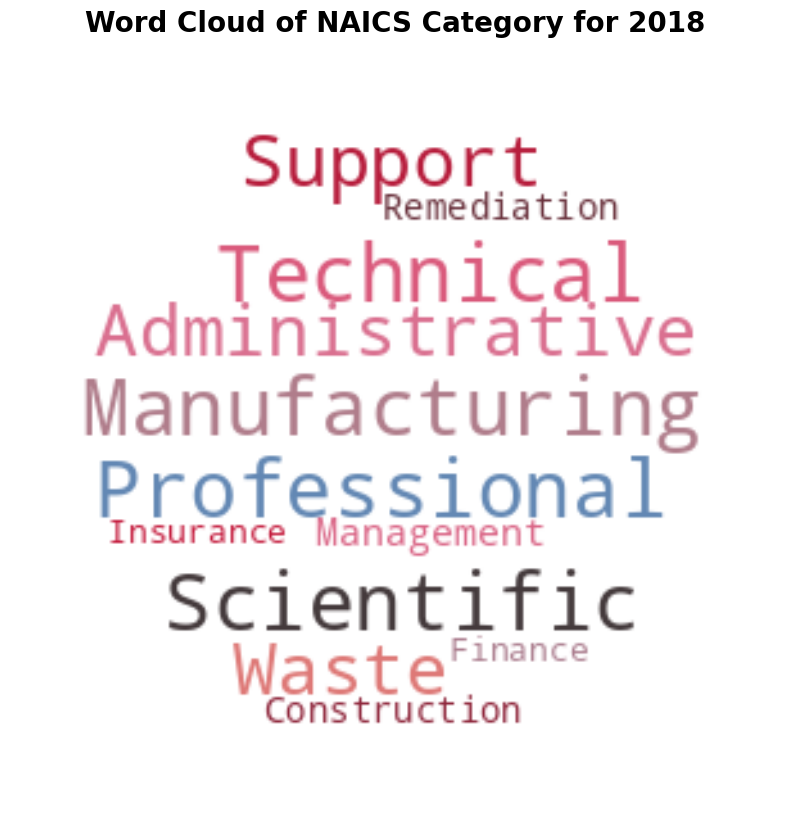 Word Cloud of NAICS Category for 2018
Support
Remediation
Technical
Administrative
Manufacturing
Professional
Insurance Management
Scientific
Waste Finance
Construction